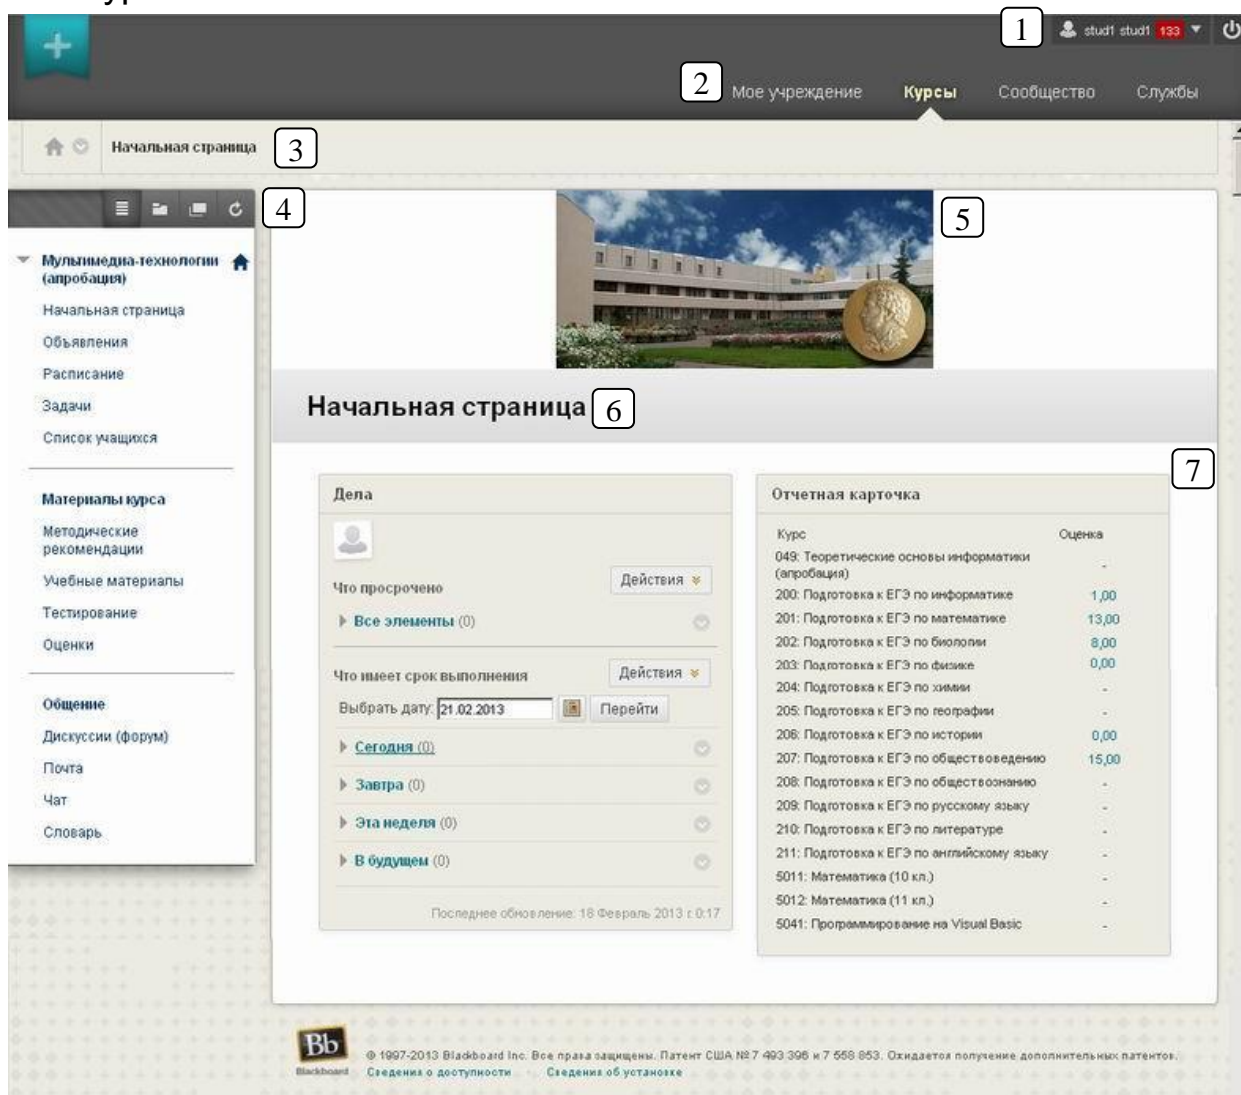 1
stud1 stud1 133
2
Мое учреждение Курсы Сообщество Службы
Начальная страница 3
4
5
Мультимедиа-технологии
(апробация)
Начальная страница
Объявления
Расписание
Задачи
Список учащихся
Материалы курса
Методические
рекомендации
Учебные материалы
Тестирование
Оценки
Общение
Дискуссии (форум)
Почта
Чат
Словарь
Начальная страница 6
7
Дела
Что просрочено Действия
Все элементы (0)
Что имеет срок выполнения Действия
Выбрать дату: 21.02.2013 Перейти
Сегодня (0)
Завтра (0)
Эта неделя (0)
В будущем (0)
Последнее обновление: 18 Февраль 2013 г. 0:17
Отчетная карточка
Курс Оценка
049: Теоретические основы информатики
(апробация) -
200: Подготовка к ЕГЭ по информатике 1,00
201: Подготовка к ЕГЭ по математике 13,00
202: Подготовка к ЕГЭ по биологии 8,00
203: Подготовка к ЕГЭ по физике 0,00
204: Подготовка к ЕГЭ по химии -
205: Подготовка к ЕГЭ по географии -
206: Подготовка к ЕГЭ по истории 0,00
207: Подготовка к ЕГЭ по обществоведению 15,00
208: Подготовка к ЕГЭ по обществознанию -
209: Подготовка к ЕГЭ по русскому языку -
210: Подготовка к ЕГЭ по литературе -
211: Подготовка к ЕГЭ по английскому языку -
5011: Математика (10 кл.) -
5012: Математика (11 кл.) -
5041: Программирование на Visual Basic -
Bb
Blackboard
© 1997-2013 Blackboard Inc. Все права защищены. Патент США № 7 493 396 и 7 558 853. Ожидается получение дополнительных патентов.
Сведения о доступности Сведения об установке